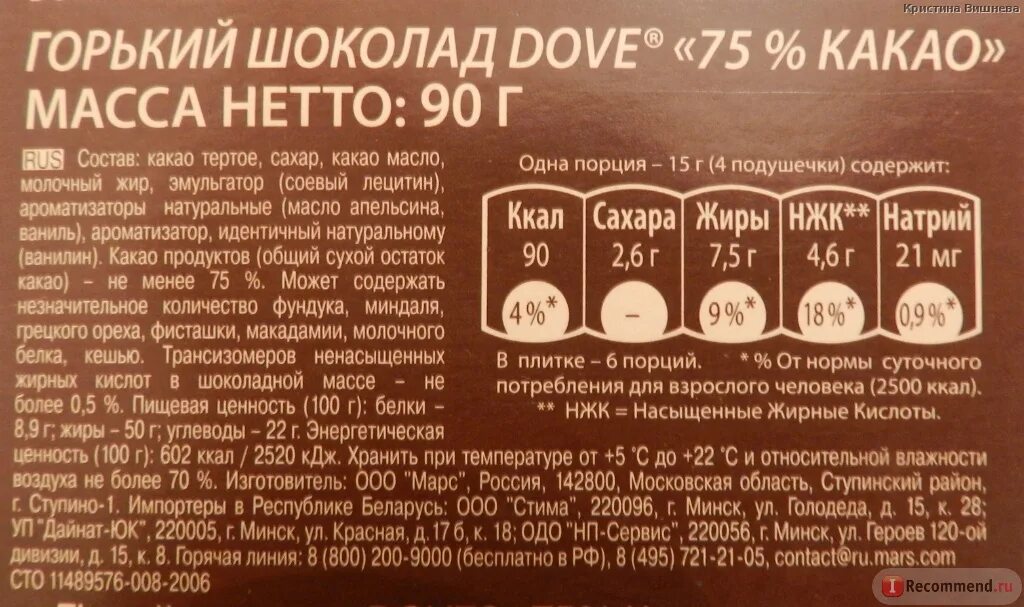 Кристина Вишнева
ГОРЬКИЙ ШОКОЛАД DOVE® «75 % КАКАО»
МАССА НЕТТО: 90 Г
RUS Состав: какао тертое, сахар, какао масло,
молочный жир, эмульгатор (соевый лецитин),
ароматизаторы натуральные (масло апельсина,
ваниль), ароматизатор, идентичный натуральному
(ванилин). Какао продуктов (общий сухой остаток
какао) – не менее 75 %. Может содержать
незначительное количество фундука, миндаля,
грецкого ореха, фисташки, макадамии, молочного
белка, кешью. Трансизомеров ненасыщенных
жирных кислот в шоколадной массе – не
более 0,5 %. Пищевая ценность (100 г): белки –
8,9 г; жиры – 50 г; углеводы – 22 г. Энергетическая
ценность (100 г): 602 ккал / 2520 кДж. Хранить при температуре от +5 °С до +22 °С и относительной влажности
воздуха не более 70 %. Изготовитель: ООО "Марс", Россия, 142800, Московская область, Ступинский район,
г. Ступино-1. Импортеры в Республике Беларусь: ООО "Стима", 220096, г. Минск, ул. Голодеда, д. 15, к. 28;
УП "Дайнат-ЮК", 220005, г. Минск, ул. Красная, д.17 б, к. 18; ОДО "НП-Сервис", 220056, г. Минск, ул. Героев 120-ой
дивизии, д. 15, к. 8. Горячая линия: 8 (800) 200-9000 (бесплатно в РФ), 8 (495) 721-21-05, contact@ru.mars.com
СТО 11489576-008-2006
Одна порция – 15 г (4 подушечки) содержит:
Ккал Сахара Жиры НЖК** Натрий
90 2,6 г 7,5 г 4,6 г 21 мг
4%* – 9%* 18%* 0,9%*
В плитке – 6 порций. * % От нормы суточного
потребления для взрослого человека (2500 ккал).
** НЖК = Насыщенные Жирные Кислоты.
IRecommend.ru